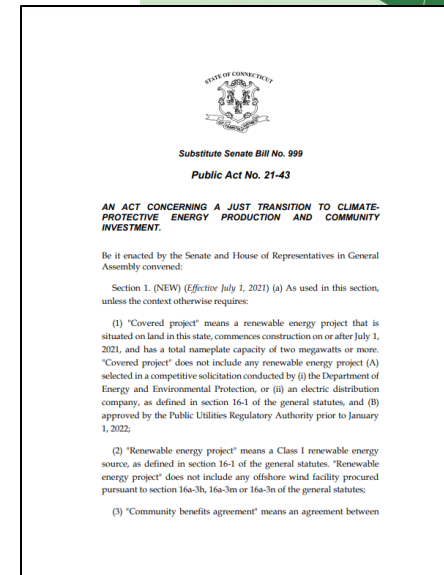 STATE OF CONNECTICUT
Substitute Senate Bill No. 999
Public Act No. 21-43
AN ACT CONCERNING A JUST TRANSITION TO CLIMATE-
PROTECTIVE ENERGY PRODUCTION AND COMMUNITY
INVESTMENT.
Be it enacted by the Senate and House of Representatives in General
Assembly convened:
Section 1. (NEW) (Effective July 1, 2021) (a) As used in this section,
unless the context otherwise requires:
(1) "Covered project" means a renewable energy project that is
situated on land in this state, commences construction on or after July 1,
2021, and has a total nameplate capacity of two megawatts or more.
"Covered project" does not include any renewable energy project (A)
selected in a competitive solicitation conducted by (i) the Department of
Energy and Environmental Protection, or (ii) an electric distribution
company, as defined in section 16-1 of the general statutes, and (B)
approved by the Public Utilities Regulatory Authority prior to January
1, 2022;
(2) "Renewable energy project" means a Class I renewable energy
source, as defined in section 16-1 of the general statutes. "Renewable
energy project" does not include any offshore wind facility procured
pursuant to section 16a-3h, 16a-3m or 16a-3n of the general statutes;
(3) "Community benefits agreement" means an agreement between